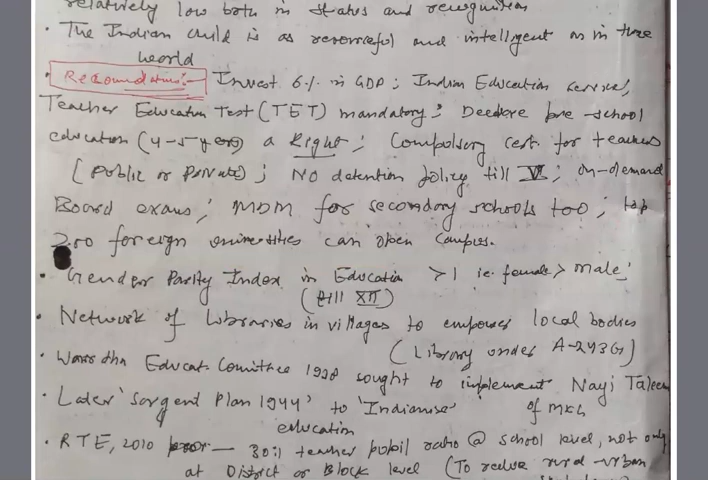 relatively low both in status and recognition
• The Indian child is as resourceful and intelligent as in the
world
• Recommendations:- Invest 6% in GDP; Indian Education service,
Teacher Education Test (TET) mandatory; Declare pre-school
education (4-5 years) a Right; Compulsory cert. for teachers
(Public or Private); No detention policy till V; on-demand
Board exams; MDM for secondary schools too; top
200 foreign universities can open campus.
• Gender Parity Index in Education >1 ie. female > male;
(till XII)
• Network of Libraries in villages to empower local bodies
(Library under A-243G)
• Educat. Comittee sought to implement Nayi Taleem
of MKG
• Later 'Sargent Plan 1944' to 'Indianise'
education
• RTE, 2010 — 30:1 teacher pupil ratio @ school level, not only
at District or Block level (To reduce rural-urban